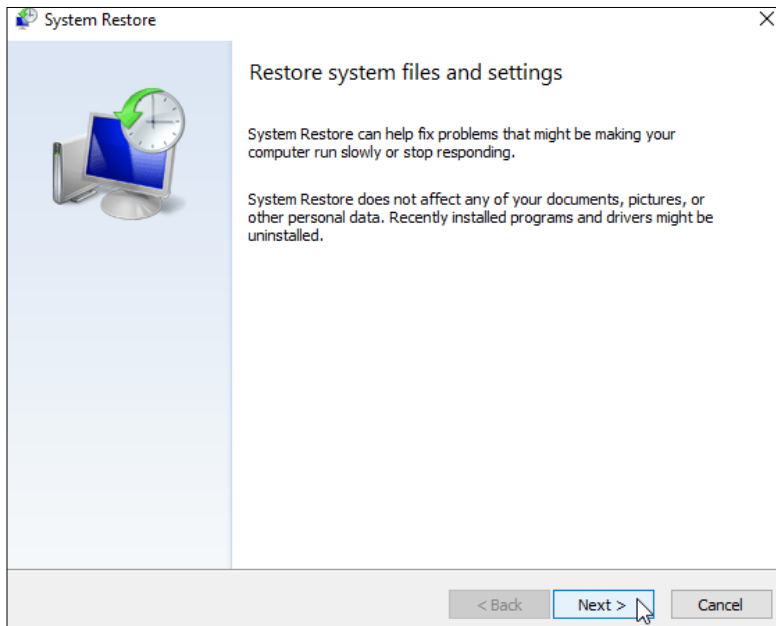 System Restore
Restore system files and settings
System Restore can help fix problems that might be making your
computer run slowly or stop responding.
System Restore does not affect any of your documents, pictures, or
other personal data. Recently installed programs and drivers might be
uninstalled.
< Back Next > Cancel